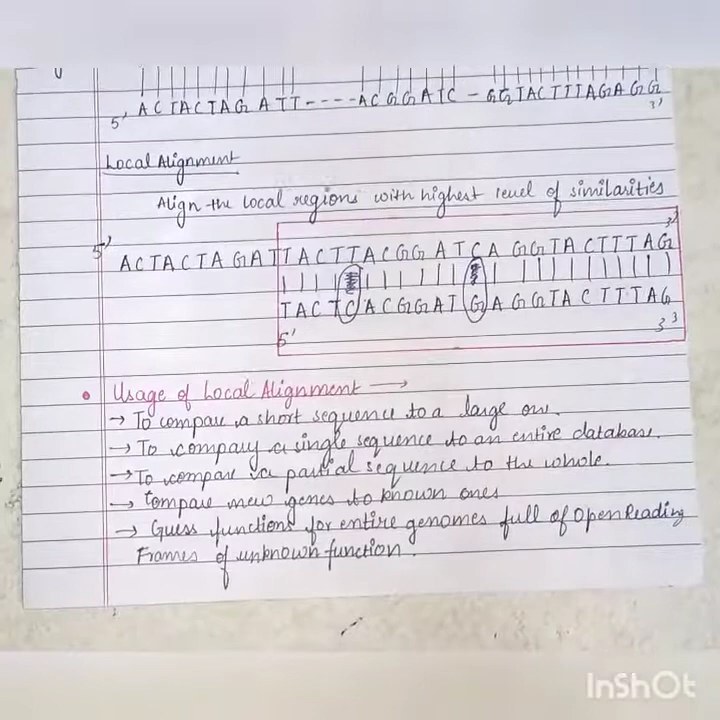 5' ACTACTAGATT----ACGGATC-GGTACTTTAGAGG 3'
Local Alignment
Align the local regions with highest level of similarities
5' ACTACTAGATTACTTACGGATCAGGTACTTTAG 3'
TACTCACGGATGAGGTACTTTAG
5' 3'
Usage of Local Alignment →
→ To compare a short sequence to a large one.
→ To compare a single sequence to an entire database.
→ To compare a partial sequence to the whole.
→ Compare new genes to known ones
→ Guess functions for entire genomes full of Open Reading
Frames of unknown function.
InShOt